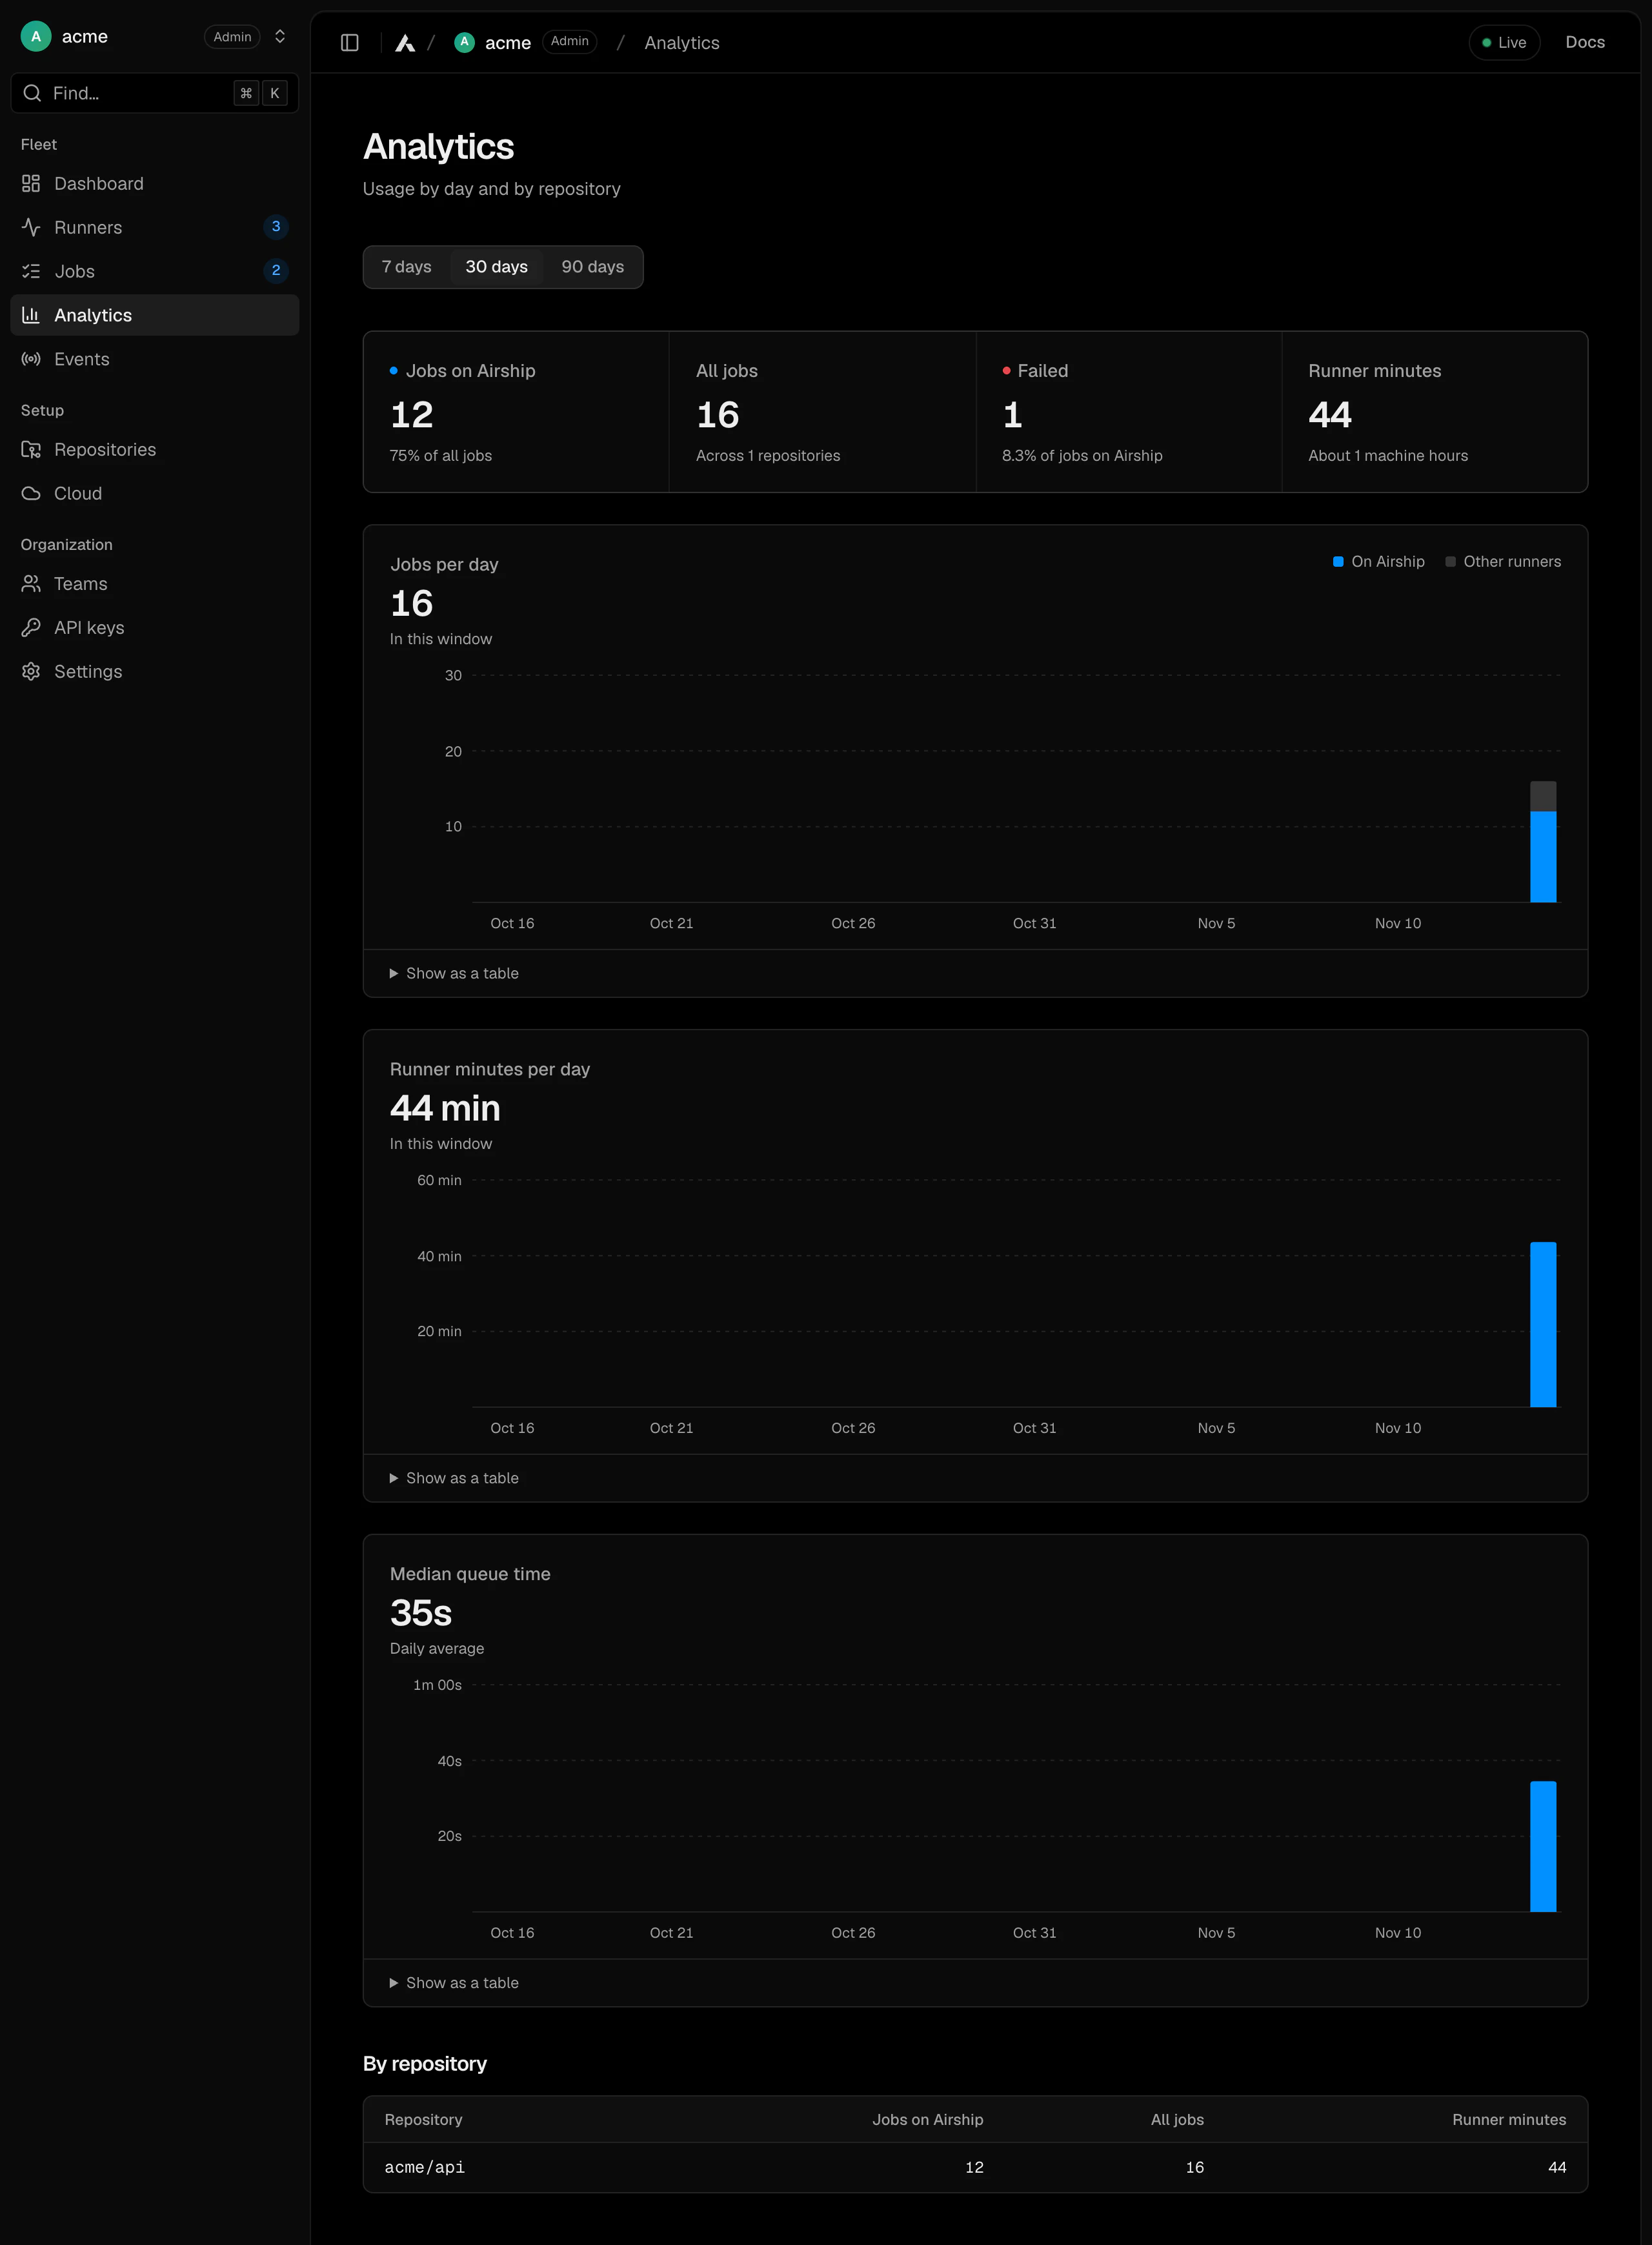 A acme Admin
Find... ⌘ K
Fleet
Dashboard
Runners 3
Jobs 2
Analytics
Events
Setup
Repositories
Cloud
Organization
Teams
API keys
Settings
/ A acme Admin / Analytics
Live Docs
Analytics
Usage by day and by repository
7 days 30 days 90 days
Jobs on Airship
12
75% of all jobs
All jobs
16
Across 1 repositories
Failed
1
8.3% of jobs on Airship
Runner minutes
44
About 1 machine hours
Jobs per day
16
In this window
On Airship Other runners
30
20
10
Oct 16 Oct 21 Oct 26 Oct 31 Nov 5 Nov 10
Show as a table
Runner minutes per day
44 min
In this window
60 min
40 min
20 min
Oct 16 Oct 21 Oct 26 Oct 31 Nov 5 Nov 10
Show as a table
Median queue time
35s
Daily average
1m 00s
40s
20s
Oct 16 Oct 21 Oct 26 Oct 31 Nov 5 Nov 10
Show as a table
By repository
Repository Jobs on Airship All jobs Runner minutes
acme/api 12 16 44